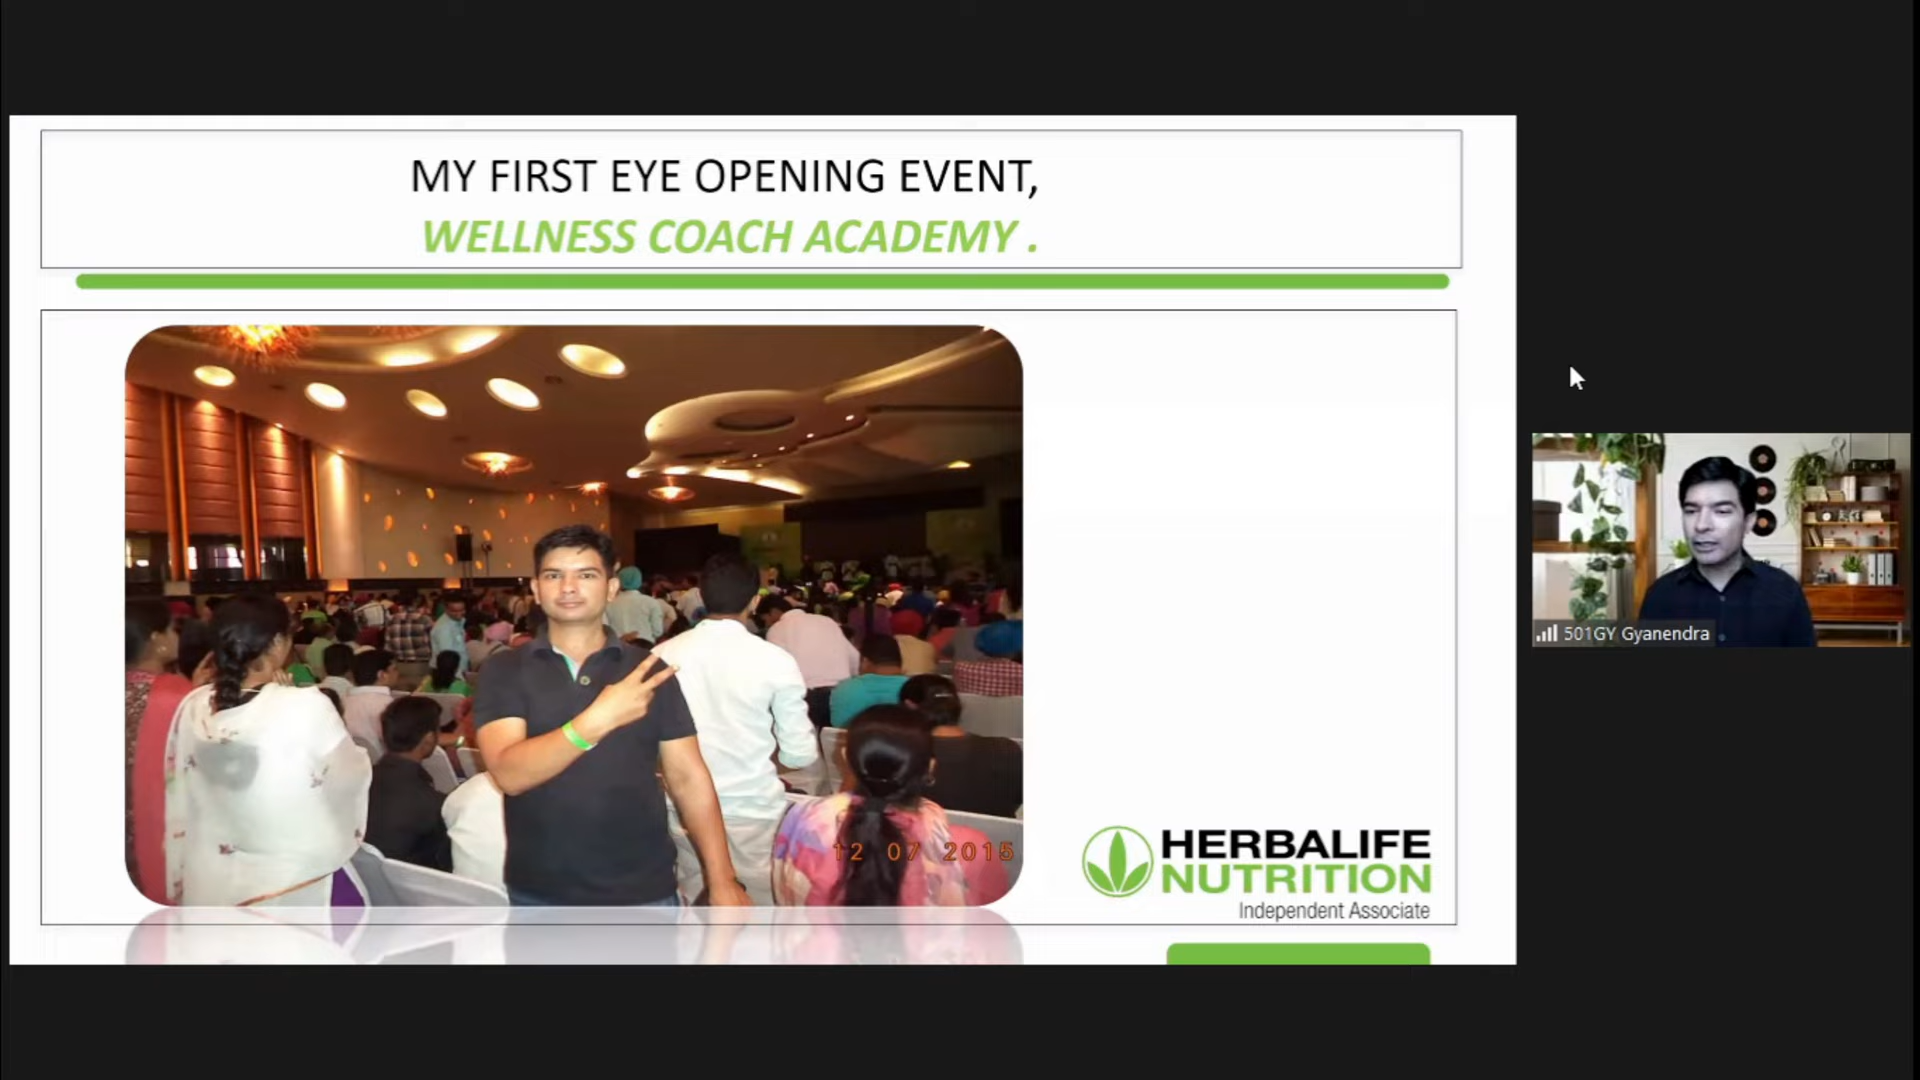 MY FIRST EYE OPENING EVENT,
WELLNESS COACH ACADEMY .
12 07 2015
HERBALIFE
NUTRITION
Independent Associate
501GY Gyanendra